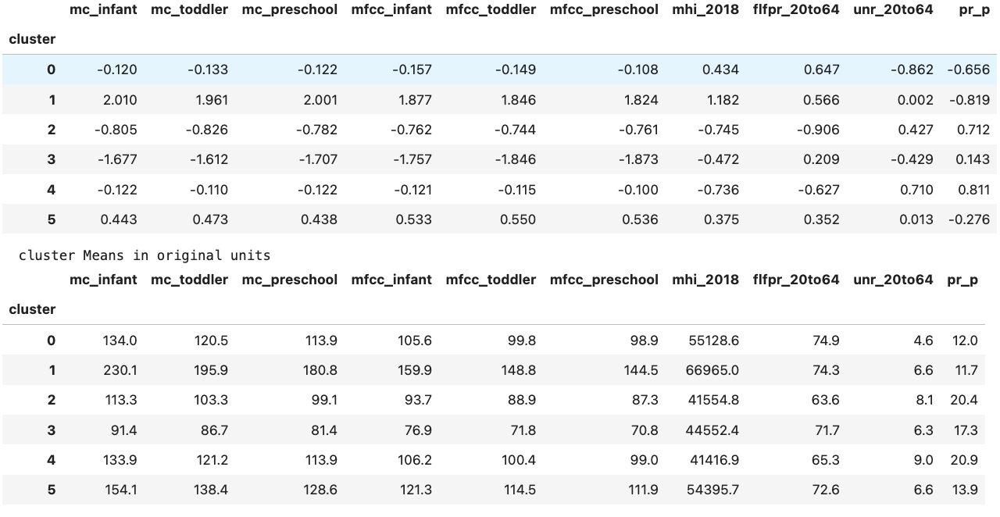 mc_infant mc_toddler mc_preschool mfcc_infant mfcc_toddler mfcc_preschool mhi_2018 flfpr_20to64 unr_20to64 pr_p
cluster
0 -0.120 -0.133 -0.122 -0.157 -0.149 -0.108 0.434 0.647 -0.862 -0.656
1 2.010 1.961 2.001 1.877 1.846 1.824 1.182 0.566 0.002 -0.819
2 -0.805 -0.826 -0.782 -0.762 -0.744 -0.761 -0.745 -0.906 0.427 0.712
3 -1.677 -1.612 -1.707 -1.757 -1.846 -1.873 -0.472 0.209 -0.429 0.143
4 -0.122 -0.110 -0.122 -0.121 -0.115 -0.100 -0.736 -0.627 0.710 0.811
5 0.443 0.473 0.438 0.533 0.550 0.536 0.375 0.352 0.013 -0.276
cluster Means in original units
mc_infant mc_toddler mc_preschool mfcc_infant mfcc_toddler mfcc_preschool mhi_2018 flfpr_20to64 unr_20to64 pr_p
cluster
0 134.0 120.5 113.9 105.6 99.8 98.9 55128.6 74.9 4.6 12.0
1 230.1 195.9 180.8 159.9 148.8 144.5 66965.0 74.3 6.6 11.7
2 113.3 103.3 99.1 93.7 88.9 87.3 41554.8 63.6 8.1 20.4
3 91.4 86.7 81.4 76.9 71.8 70.8 44552.4 71.7 6.3 17.3
4 133.9 121.2 113.9 106.2 100.4 99.0 41416.9 65.3 9.0 20.9
5 154.1 138.4 128.6 121.3 114.5 111.9 54395.7 72.6 6.6 13.9